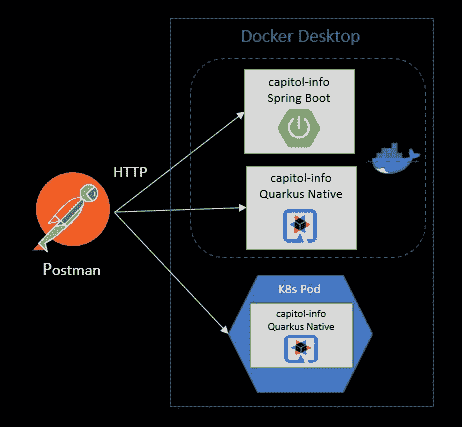 Docker Desktop
capitol-info
Spring Boot
HTTP
capitol-info
Quarkus Native
Postman
K8s Pod
capitol-info
Quarkus Native